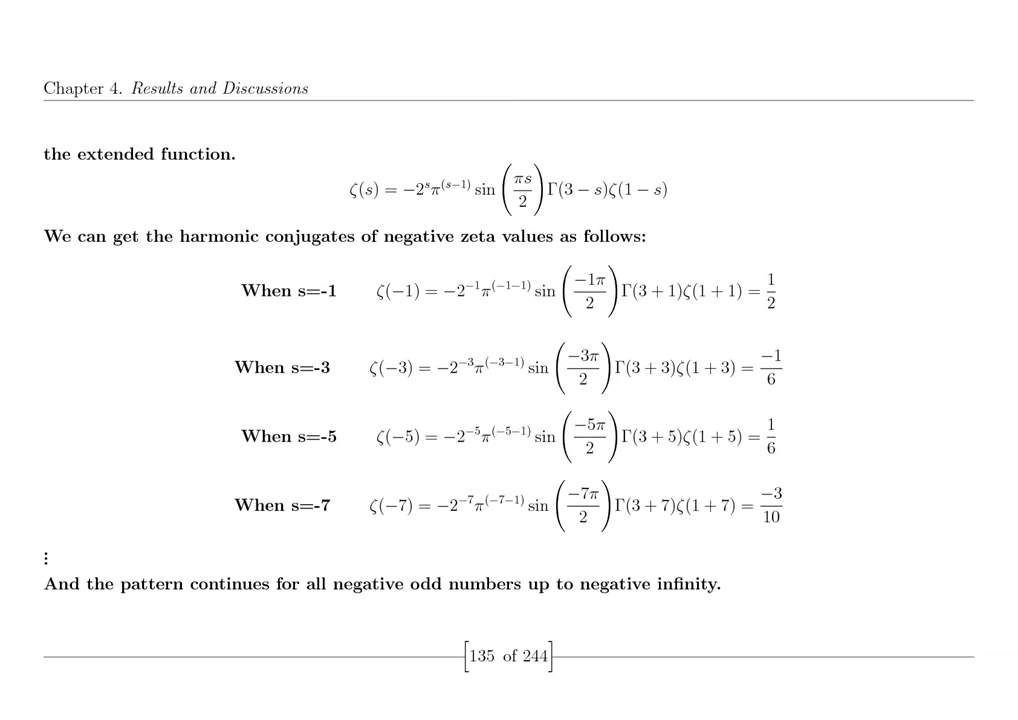 Chapter 4. Results and Discussions
the extended function.
ζ(s) = −2^s π^(s−1) sin(πs/2) Γ(3 − s)ζ(1 − s)
We can get the harmonic conjugates of negative zeta values as follows:
When s=-1 ζ(−1) = −2^−1 π^(−1−1) sin(−1π/2) Γ(3 + 1)ζ(1 + 1) = 1/2
When s=-3 ζ(−3) = −2^−3 π^(−3−1) sin(−3π/2) Γ(3 + 3)ζ(1 + 3) = −1/6
When s=-5 ζ(−5) = −2^−5 π^(−5−1) sin(−5π/2) Γ(3 + 5)ζ(1 + 5) = 1/6
When s=-7 ζ(−7) = −2^−7 π^(−7−1) sin(−7π/2) Γ(3 + 7)ζ(1 + 7) = −3/10
⋮
And the pattern continues for all negative odd numbers up to negative infinity.
[135 of 244]